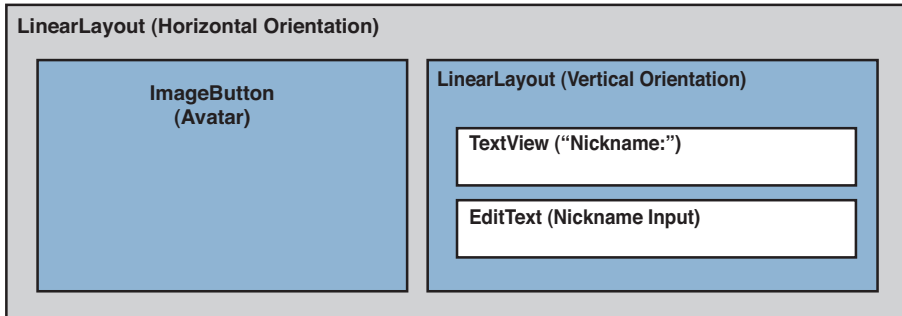 LinearLayout (Horizontal Orientation)
ImageButton
(Avatar)
LinearLayout (Vertical Orientation)
TextView (“Nickname:”)
EditText (Nickname Input)